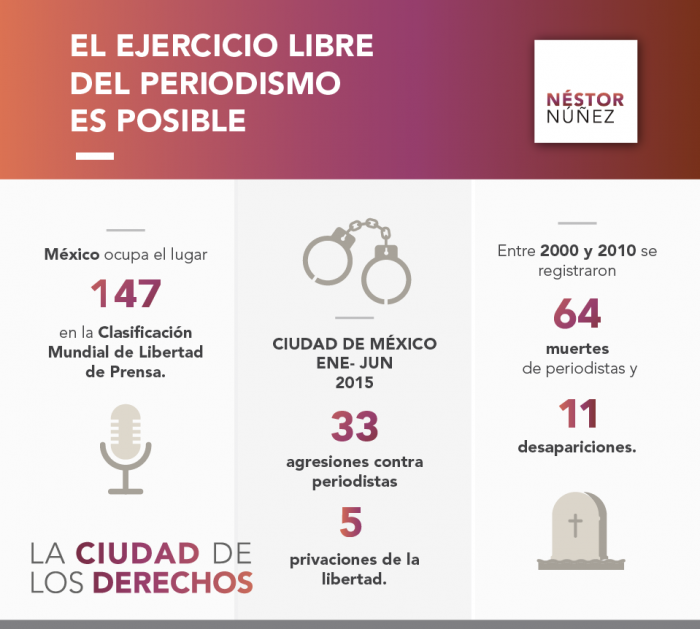 EL EJERCICIO LIBRE
DEL PERIODISMO
ES POSIBLE
NÉSTOR
NÚÑEZ
México ocupa el lugar
147
en la Clasificación
Mundial de Libertad
de Prensa.
CIUDAD DE MÉXICO
ENE- JUN
2015
33
agresiones contra
periodistas
5
privaciones de la
libertad.
Entre 2000 y 2010 se
registraron
64
muertes
de periodistas y
11
desapariciones.
LA CIUDAD DE
LOS DERECHOS